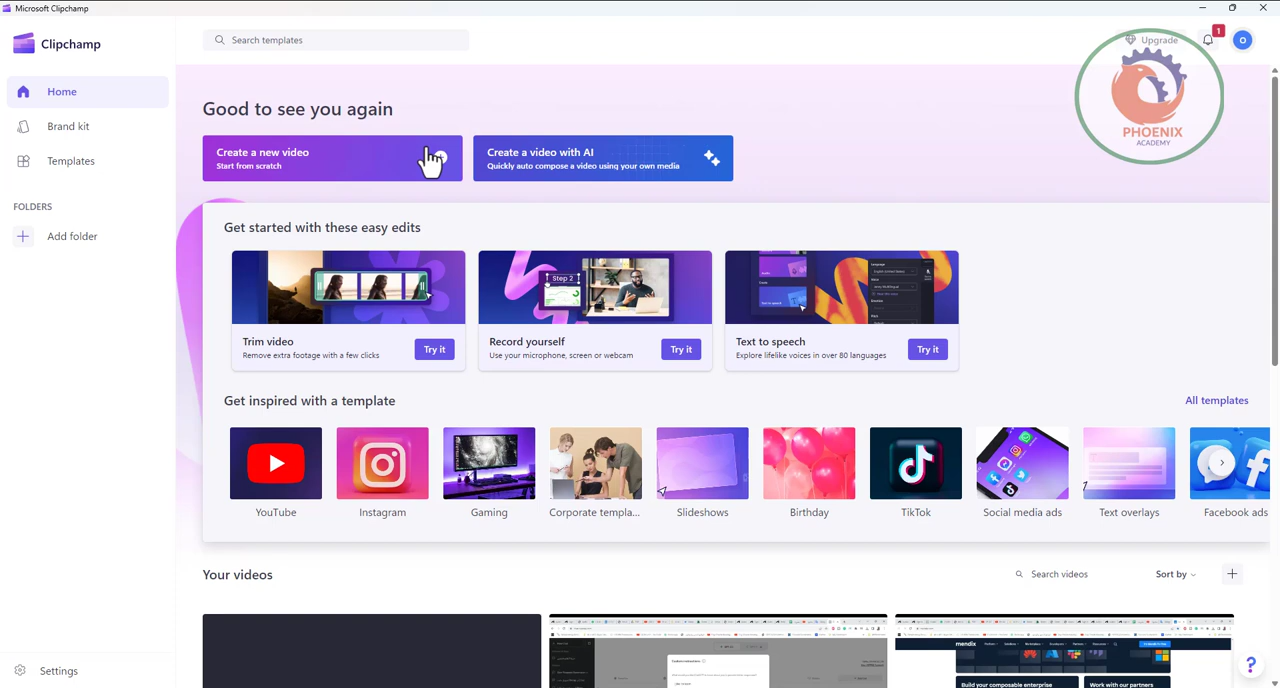 Microsoft Clipchamp
Clipchamp
Search templates
Upgrade
1
O
PHOENIX
ACADEMY
Home
Brand kit
Templates
FOLDERS
Add folder
Settings
Good to see you again
Create a new video
Start from scratch
Create a video with AI
Quickly auto compose a video using your own media
Get started with these easy edits
Step 2
Trim video
Remove extra footage with a few clicks
Try it
Record yourself
Use your microphone, screen or webcam
Try it
Text to speech
Explore lifelike voices in over 80 languages
Try it
Get inspired with a template
All templates
YouTube
Instagram
Gaming
Corporate templa...
Slideshows
Birthday
TikTok
Social media ads
Text overlays
Facebook ads
Your videos
Search videos
Sort by
mendix
Build your composable enterprise
Work with our partners
?